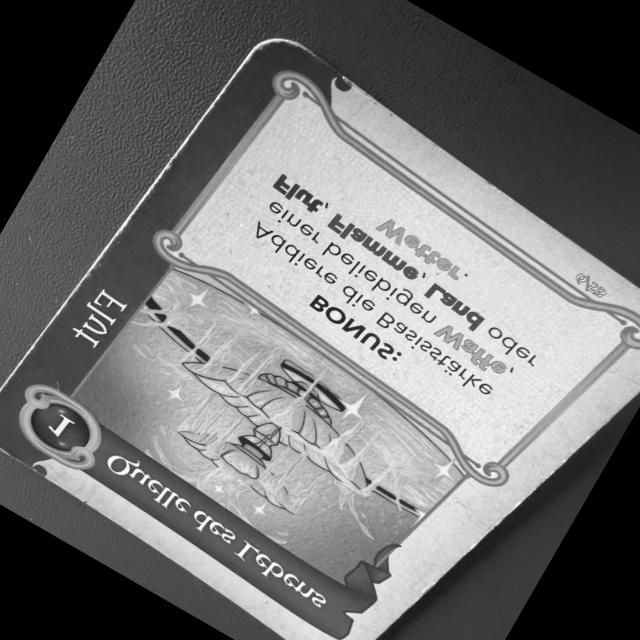 1
Quelle des Lebens
Flut
BONUS:
Addiere die Basisstärke
einer beliebigen Waffe,
Flut, Flamme, Land oder
Wetter.